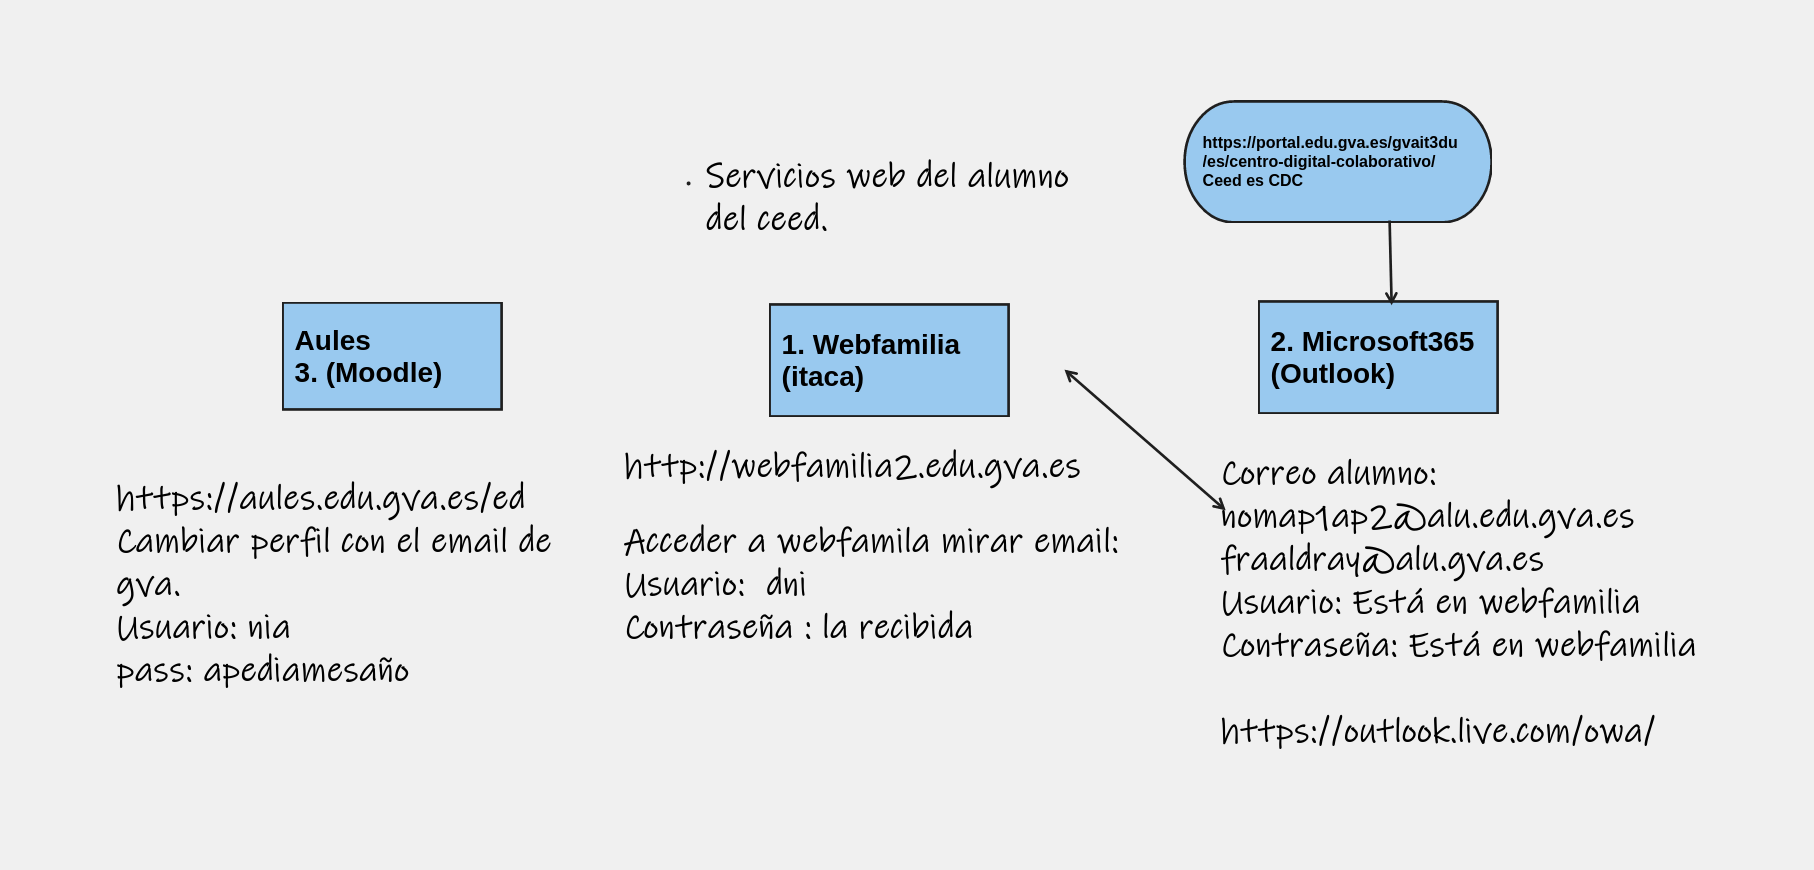 Servicios web del alumno
del ceed.
https://portal.edu.gva.es/gvait3du
/es/centro-digital-colaborativo/
Ceed es CDC
Aules
3. (Moodle)
https://aules.edu.gva.es/ed
Cambiar perfil con el email de
gva.
Usuario: nia
pass: apediamesaño
1. Webfamilia
(itaca)
http://webfamilia2.edu.gva.es
Acceder a webfamila mirar email:
Usuario:  dni
Contraseña : la recibida
2. Microsoft365
(Outlook)
Correo alumno:
nomap1ap2@alu.edu.gva.es
fraaldray@alu.gva.es
Usuario: Está en webfamilia
Contraseña: Está en webfamilia
https://outlook.live.com/owa/